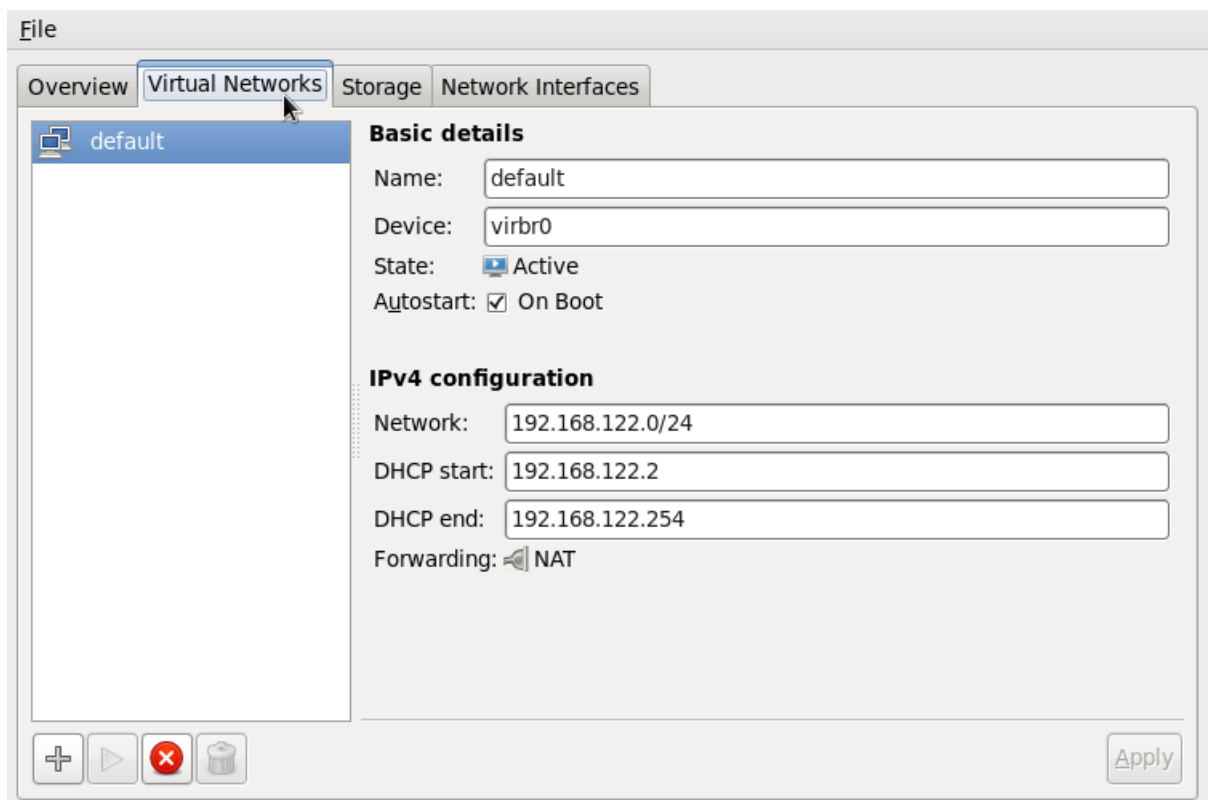 File
Overview Virtual Networks Storage Network Interfaces
default
Basic details
Name: default
Device: virbr0
State: Active
Autostart: On Boot
IPv4 configuration
Network: 192.168.122.0/24
DHCP start: 192.168.122.2
DHCP end: 192.168.122.254
Forwarding: NAT
Apply